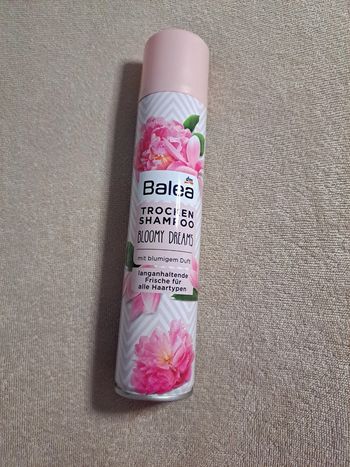 dm
Balea
TROCKEN
SHAMPOO
BLOOMY DREAMS
mit blumigem Duft
langanhaltende
Frische für
alle Haartypen